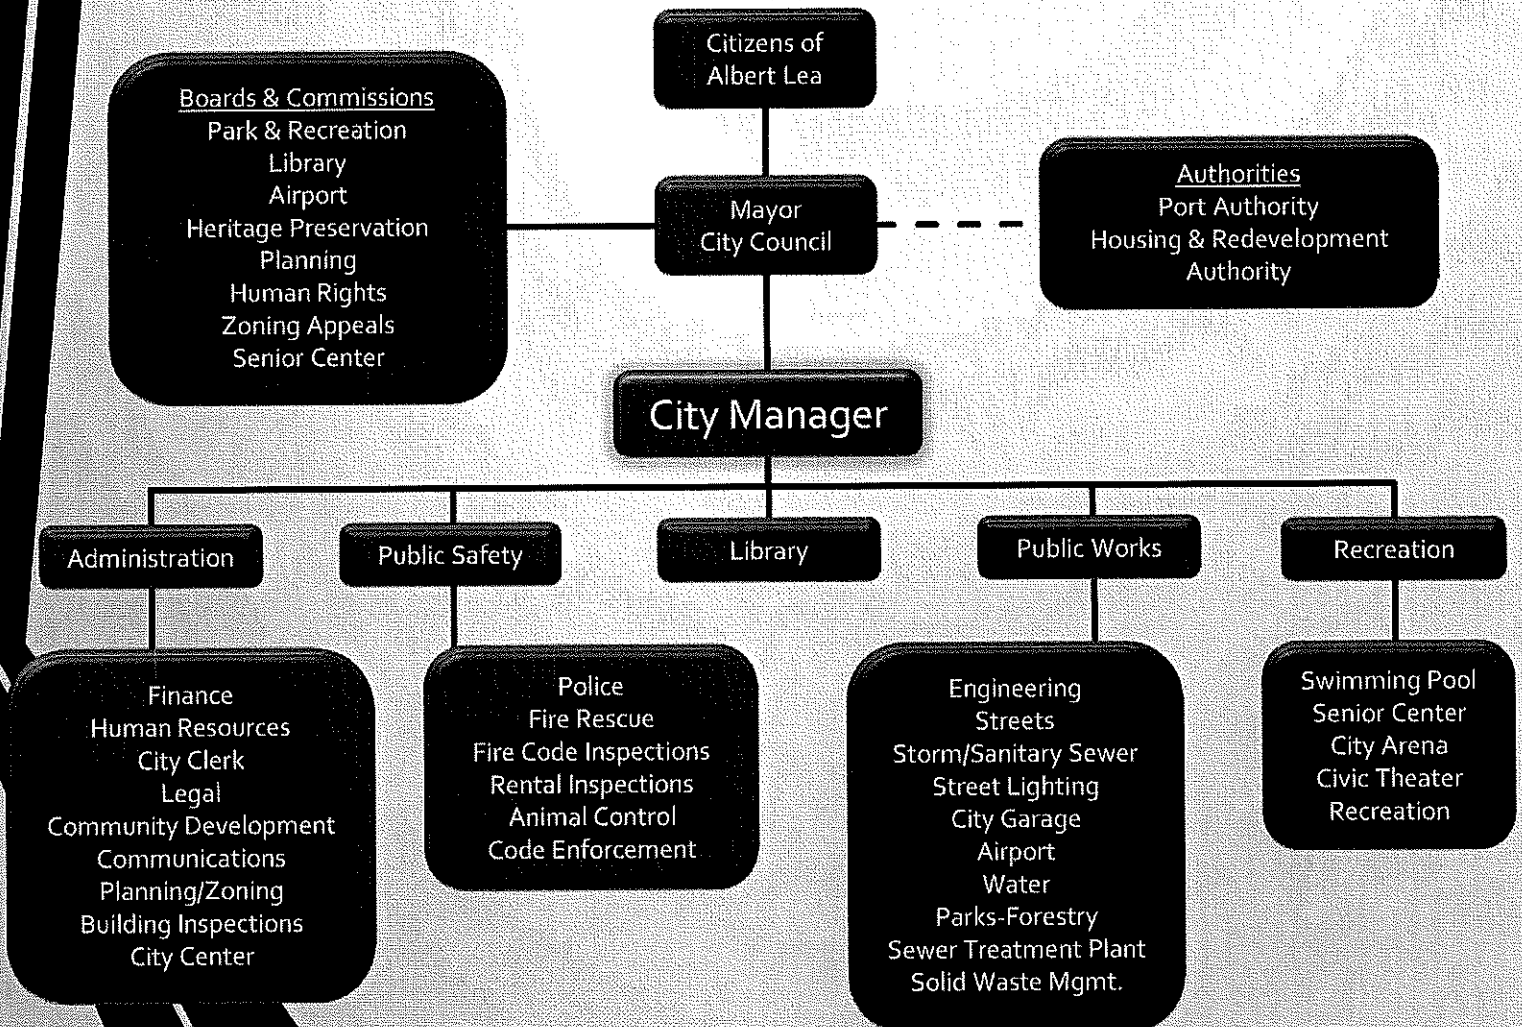 Citizens of
Albert Lea
Boards & Commissions
Park & Recreation
Library
Airport
Heritage Preservation
Planning
Human Rights
Zoning Appeals
Senior Center
Mayor
City Council
Authorities
Port Authority
Housing & Redevelopment
Authority
City Manager
Administration
Public Safety
Library
Public Works
Recreation
Finance
Human Resources
City Clerk
Legal
Community Development
Communications
Planning/Zoning
Building Inspections
City Center
Police
Fire Rescue
Fire Code Inspections
Rental Inspections
Animal Control
Code Enforcement
Engineering
Streets
Storm/Sanitary Sewer
Street Lighting
City Garage
Airport
Water
Parks-Forestry
Sewer Treatment Plant
Solid Waste Mgmt.
Swimming Pool
Senior Center
City Arena
Civic Theater
Recreation